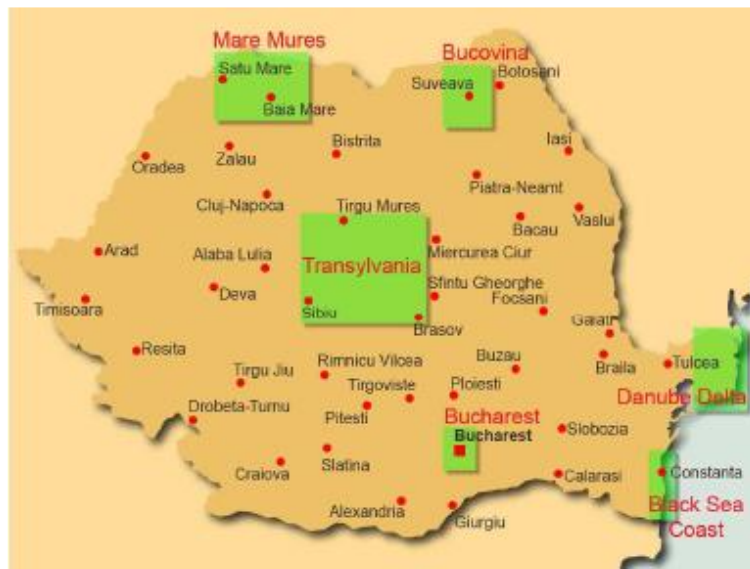 Mare Mures
Bucovina
Satu Mare
Botosani
Suveava
Baia Mare
Iasi
Bistrita
Zalau
Oradea
Piatra-Neamt
Cluj-Napoca
Tirgu Mures
Vaslui
Bacau
Arad
Miercurea Ciur
Alaba Lulia
Transylvania
Sfintu Gheorghe
Deva
Focsani
Timisoara
Sibiu
Brasov
Galati
Resita
Rimnicu Vilcea
Buzau
Braila
Tulcea
Tirgu Jiu
Tirgoviste
Ploiesti
Danube Delta
Drobeta-Turnu
Pitesti
Bucharest
Slobozia
Bucharest
Slatina
Craiova
Calarasi
Constanta
Alexandria
Giurgiu
Black Sea
Coast